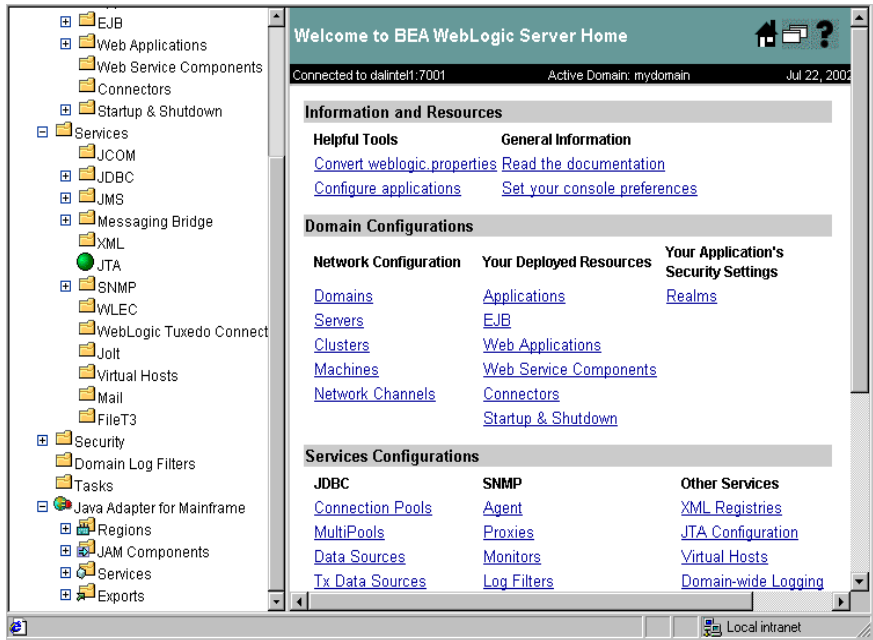 EJB
Web Applications
Web Service Components
Connectors
Startup & Shutdown
Services
JCOM
JDBC
JMS
Messaging Bridge
XML
JTA
SNMP
WLEC
WebLogic Tuxedo Connect
Jolt
Virtual Hosts
Mail
FileT3
Security
Domain Log Filters
Tasks
Java Adapter for Mainframe
Regions
JAM Components
Services
Exports
Welcome to BEA WebLogic Server Home
Connected to dalintel1:7001 Active Domain: mydomain Jul 22, 2002
Information and Resources
Helpful Tools General Information
Convert weblogic.properties Read the documentation
Configure applications Set your console preferences
Domain Configurations
Network Configuration Your Deployed Resources Your Application's
Security Settings
Domains Applications Realms
Servers EJB
Clusters Web Applications
Machines Web Service Components
Network Channels Connectors
Startup & Shutdown
Services Configurations
JDBC SNMP Other Services
Connection Pools Agent XML Registries
MultiPools Proxies JTA Configuration
Data Sources Monitors Virtual Hosts
Tx Data Sources Log Filters Domain-wide Logging
Local intranet